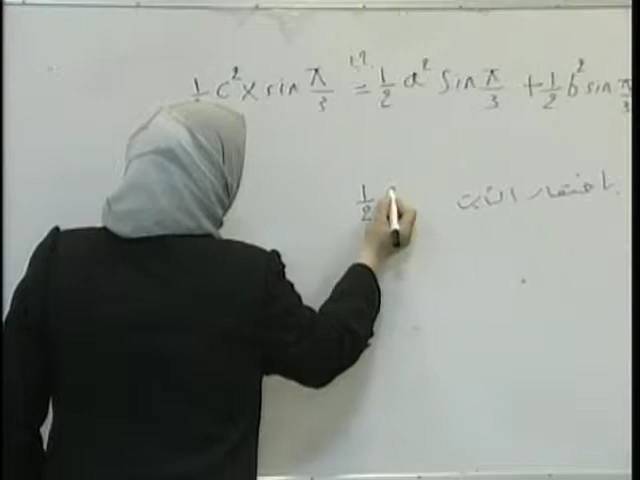 ½ c² × sin π/3 =؟! ½ a² sin π/3 + ½ b² sin π/3
باختصار الثابت ½